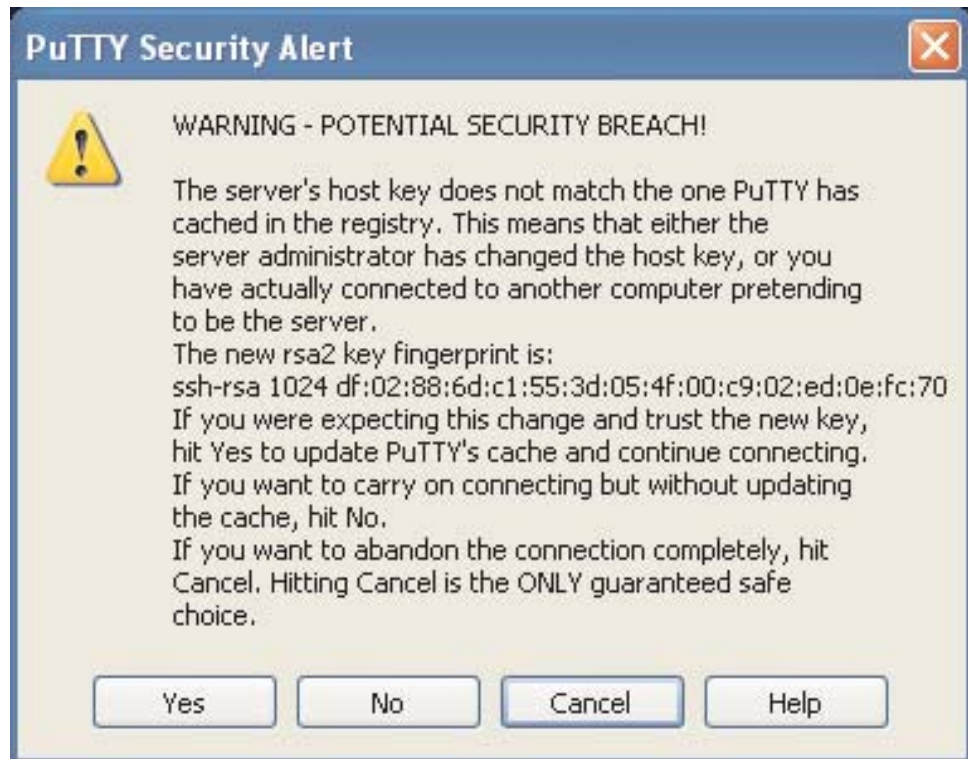 PuTTY Security Alert
WARNING - POTENTIAL SECURITY BREACH!
The server's host key does not match the one PuTTY has
cached in the registry. This means that either the
server administrator has changed the host key, or you
have actually connected to another computer pretending
to be the server.
The new rsa2 key fingerprint is:
ssh-rsa 1024 df:02:88:6d:c1:55:3d:05:4f:00:c9:02:ed:0e:fc:70
If you were expecting this change and trust the new key,
hit Yes to update PuTTY's cache and continue connecting.
If you want to carry on connecting but without updating
the cache, hit No.
If you want to abandon the connection completely, hit
Cancel. Hitting Cancel is the ONLY guaranteed safe
choice.
Yes No Cancel Help